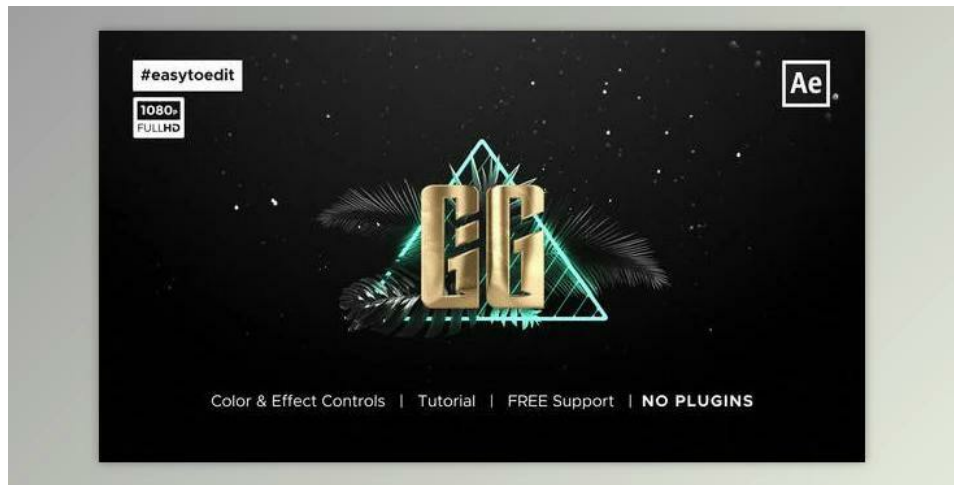 #easytoedit
1080p
FULLHD
Ae
GG
Color & Effect Controls | Tutorial | FREE Support | NO PLUGINS